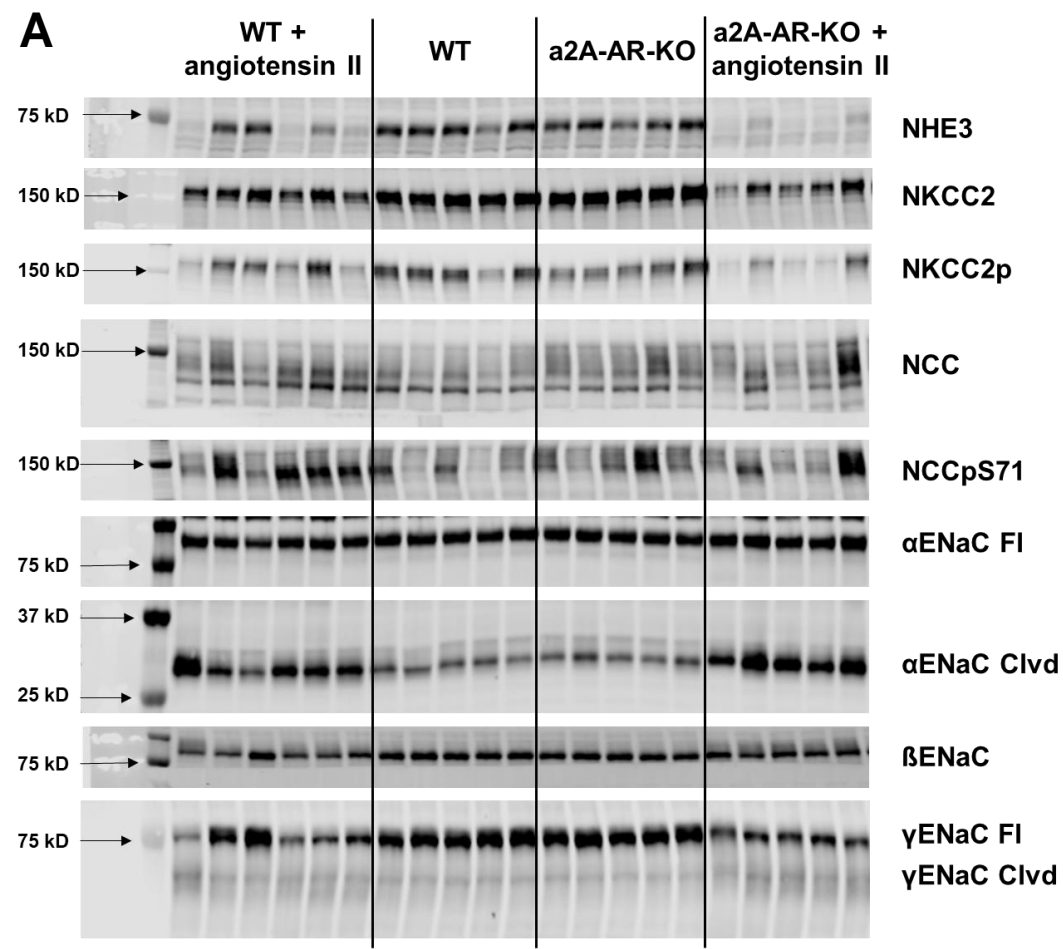 A
WT +
angiotensin II
WT
a2A-AR-KO
a2A-AR-KO +
angiotensin II
75 kD
NHE3
150 kD
NKCC2
150 kD
NKCC2p
150 kD
NCC
150 kD
NCCpS71
αENaC Fl
75 kD
37 kD
αENaC Clvd
25 kD
ßENaC
75 kD
γENaC Fl
75 kD
γENaC Clvd